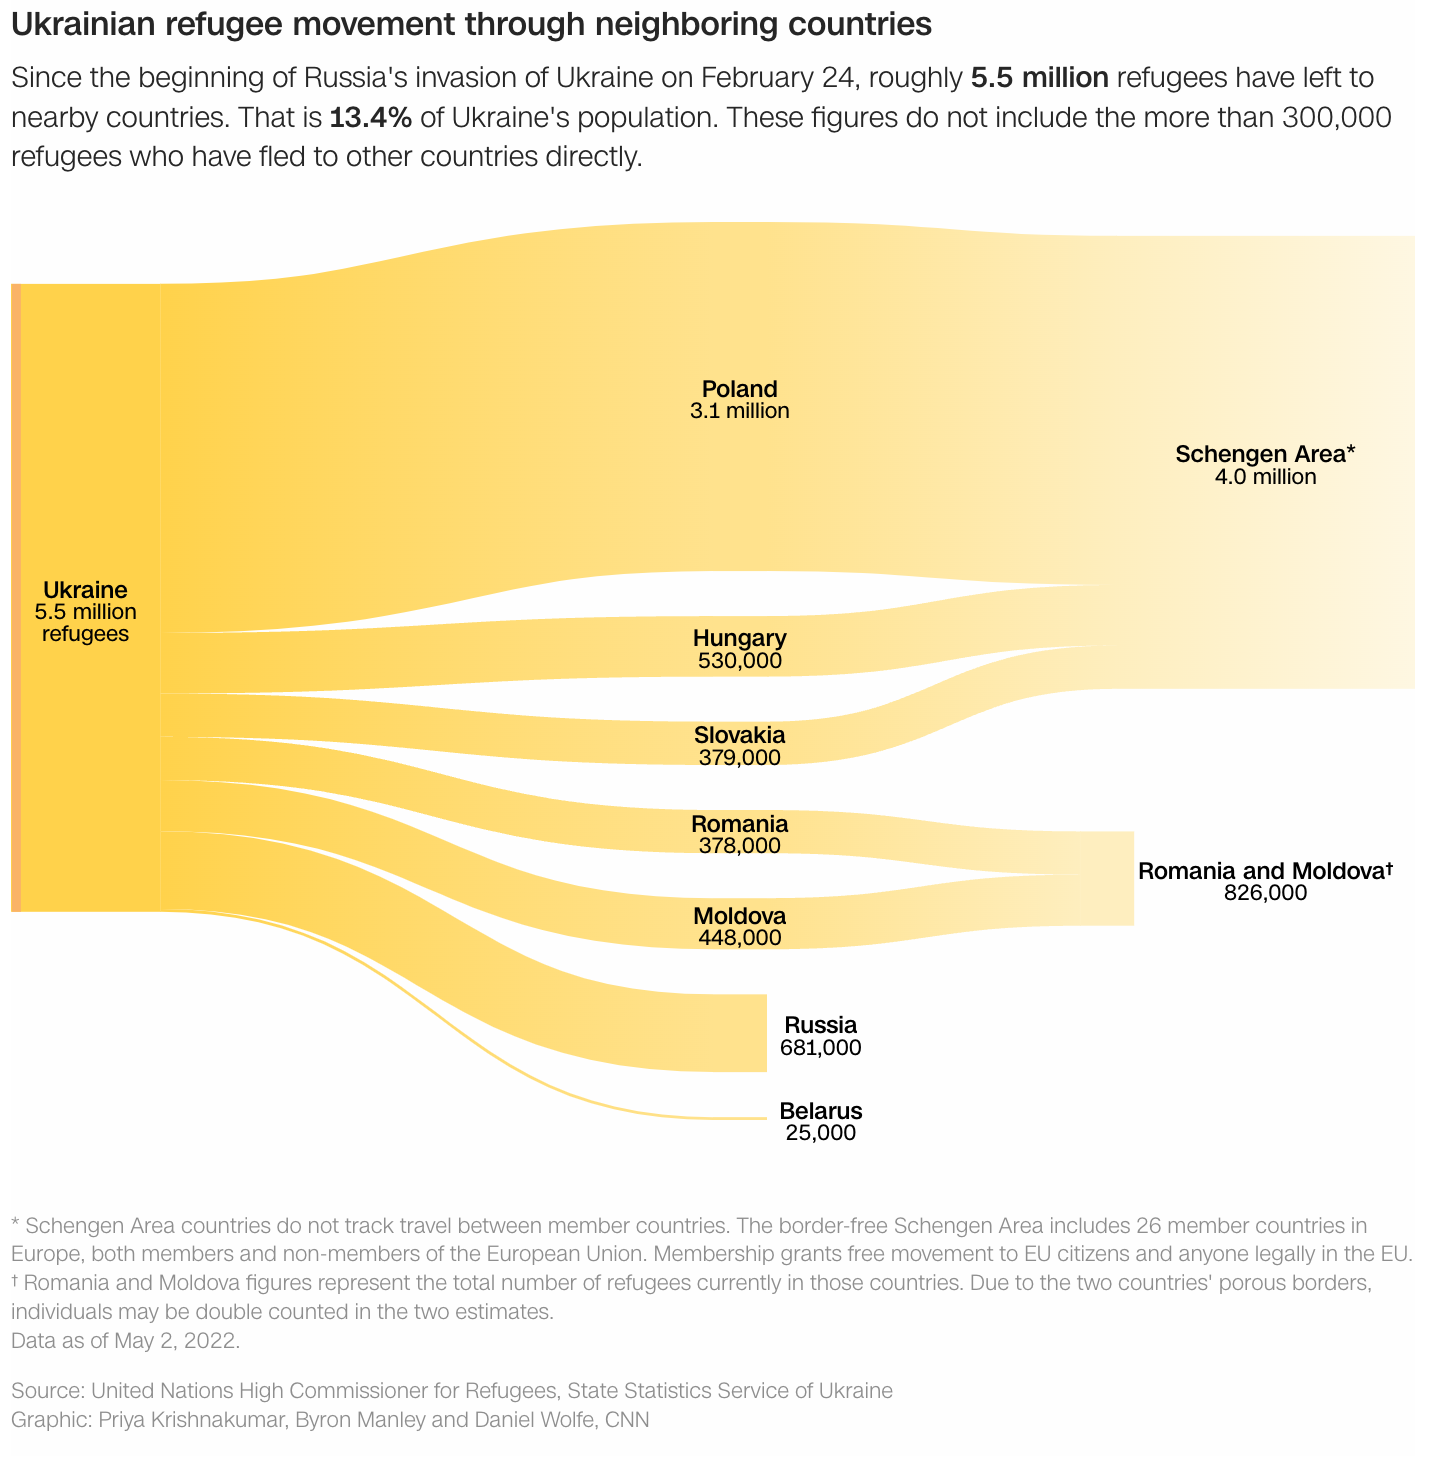 Ukrainian refugee movement through neighboring countries
Since the beginning of Russia's invasion of Ukraine on February 24, roughly 5.5 million refugees have left to
nearby countries. That is 13.4% of Ukraine's population. These figures do not include the more than 300,000
refugees who have fled to other countries directly.
Poland
3.1 million
Schengen Area*
4.0 million
Ukraine
5.5 million
refugees
Hungary
530,000
Slovakia
379,000
Romania
378,000
Romania and Moldova†
826,000
Moldova
448,000
Russia
681,000
Belarus
25,000
* Schengen Area countries do not track travel between member countries. The border-free Schengen Area includes 26 member countries in
Europe, both members and non-members of the European Union. Membership grants free movement to EU citizens and anyone legally in the EU.
† Romania and Moldova figures represent the total number of refugees currently in those countries. Due to the two countries' porous borders,
individuals may be double counted in the two estimates.
Data as of May 2, 2022.
Source: United Nations High Commissioner for Refugees, State Statistics Service of Ukraine
Graphic: Priya Krishnakumar, Byron Manley and Daniel Wolfe, CNN